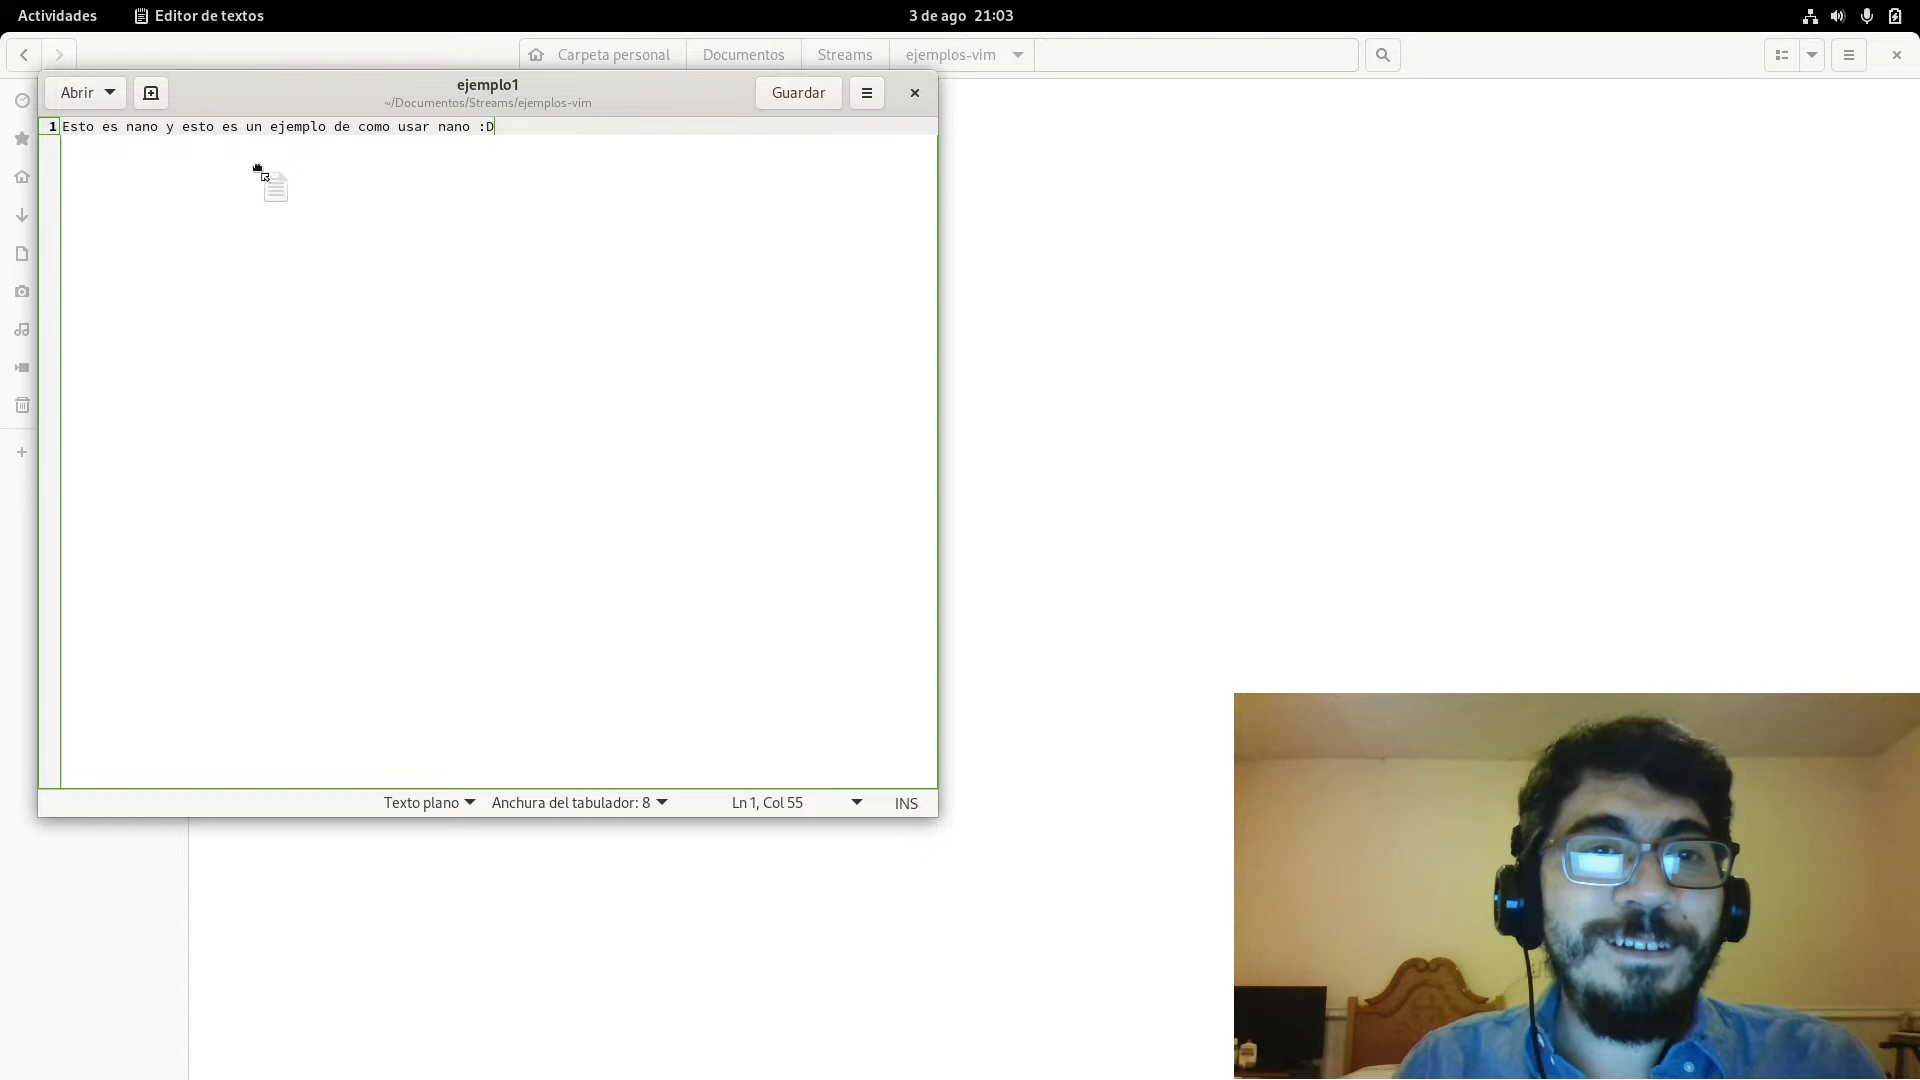 Actividades
Editor de textos
3 de ago 21:03
Carpeta personal
Documentos
Streams
ejemplos-vim
Abrir
ejemplo1
~/Documentos/Streams/ejemplos-vim
Guardar
1 Esto es nano y esto es un ejemplo de como usar nano :D
Texto plano
Anchura del tabulador: 8
Ln 1, Col 55
INS